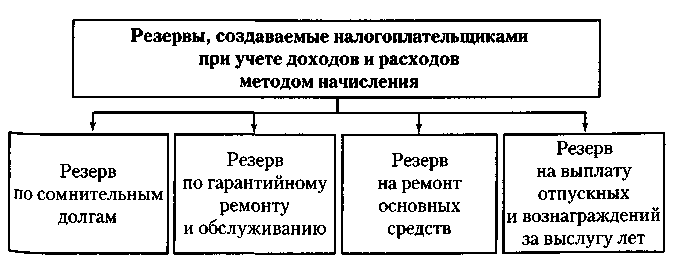 Резервы, создаваемые налогоплательщиками
при учете доходов и расходов
методом начисления
Резерв
по сомнительным
долгам
Резерв
по гарантийному
ремонту
и обслуживанию
Резерв
на ремонт
основных
средств
Резерв
на выплату
отпускных
и вознаграждений
за выслугу лет